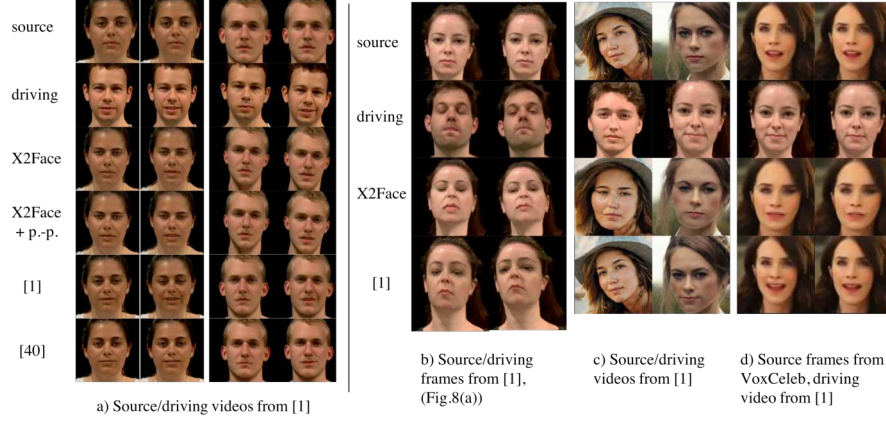 source
driving
X2Face
X2Face
+ p.-p.
[1]
[40]
a) Source/driving videos from [1]
source
driving
X2Face
[1]
b) Source/driving
frames from [1],
(Fig.8(a))
c) Source/driving
videos from [1]
d) Source frames from
VoxCeleb, driving
video from [1]